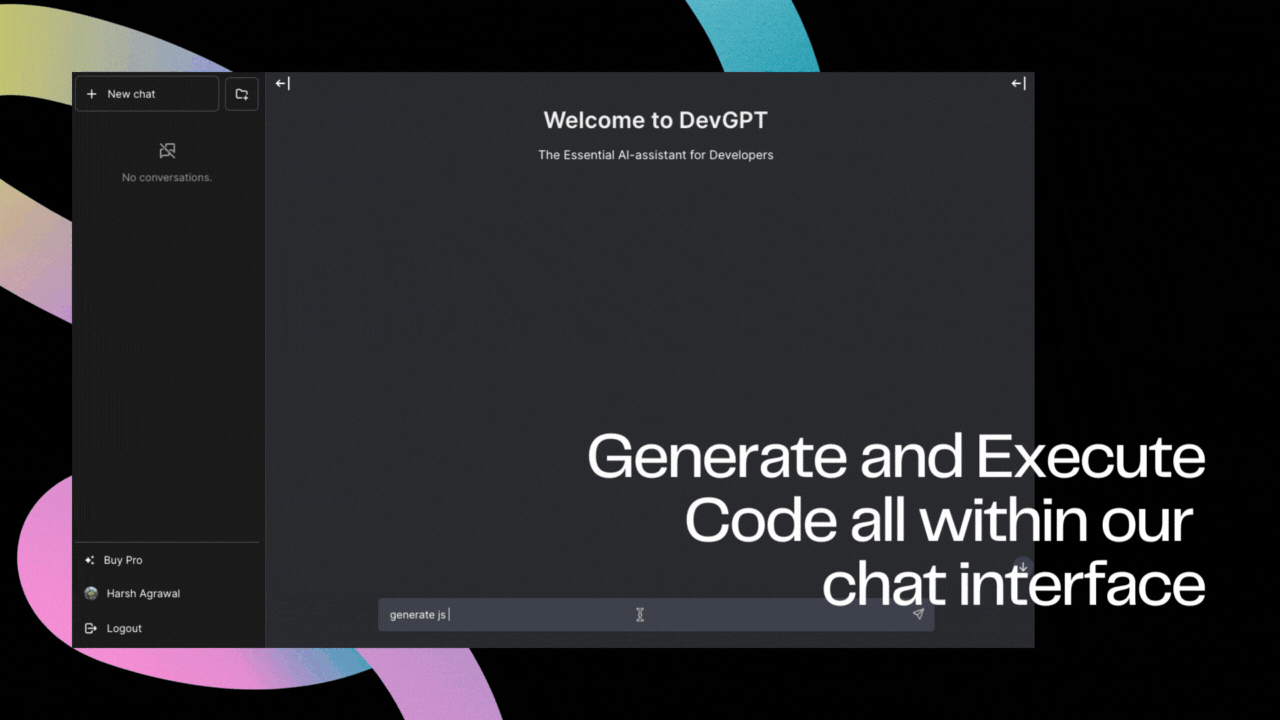 New chat
No conversations.
Welcome to DevGPT
The Essential AI-assistant for Developers
Generate and Execute
Code all within our
chat interface
Buy Pro
Harsh Agrawal
Logout
generate js